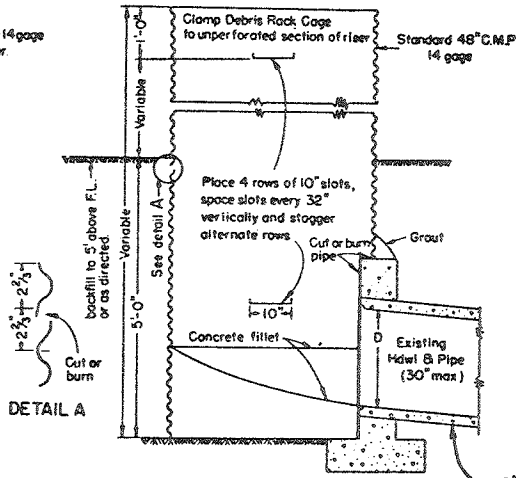 14 gage
er.
1'-0"
Clamp Debris Rack Cage
to unperforated section of riser
Standard 48" C.M.P
14 gage
Variable
Variable
See detail A
Place 4 rows of 10" slots,
space slots every 32"
vertically and stagger
alternate rows
backfill to 5' above F.L.
or as directed.
5'-0"
Cut or burn
pipe
Grout
10"
2 2/3"
2 2/3"
Cut or
burn
DETAIL A
Concrete fillet
D
Existing
Hdwl & Pipe
(30" max)